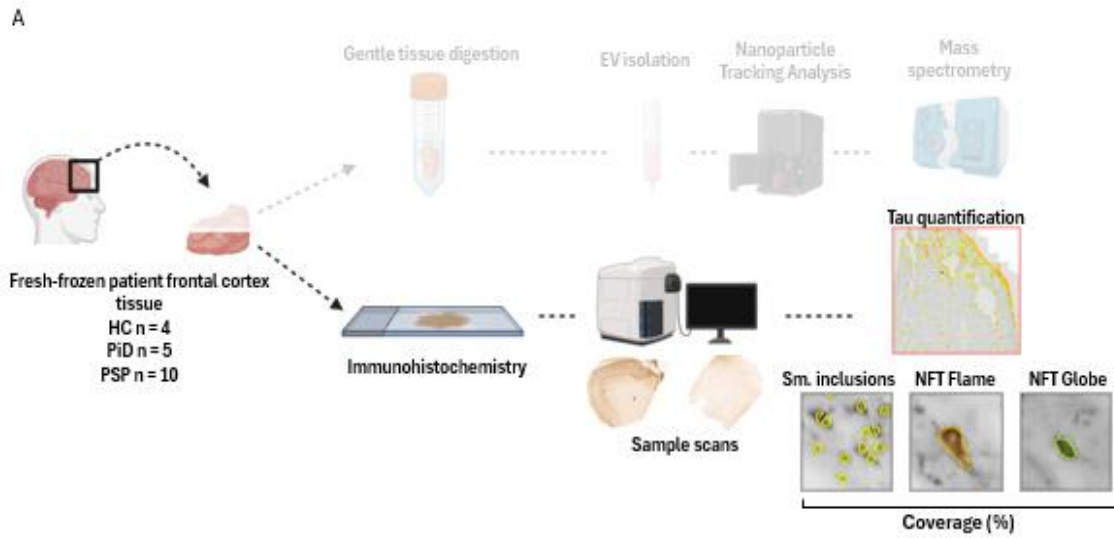 A
Gentle tissue digestion
EV isolation
Nanoparticle
Tracking Analysis
Mass
spectrometry
Fresh-frozen patient frontal cortex
tissue
HC n = 4
PiD n = 5
PSP n = 10
Immunohistochemistry
Sample scans
Tau quantification
Sm. inclusions
NFT Flame
NFT Globe
Coverage (%)